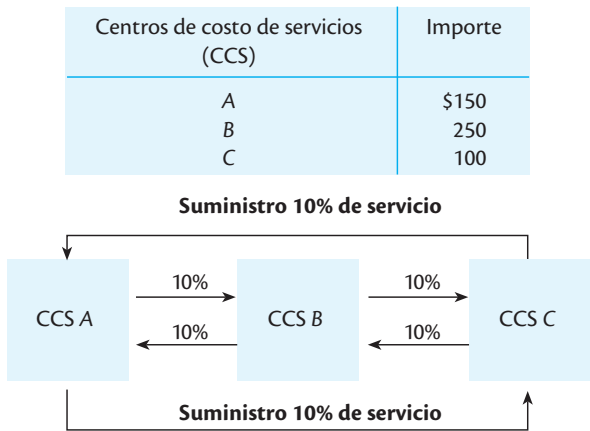 Centros de costo de servicios Importe
(CCS)
A $150
B 250
C 100
Suministro 10% de servicio
10% 10%
CCS A CCS B CCS C
10% 10%
Suministro 10% de servicio